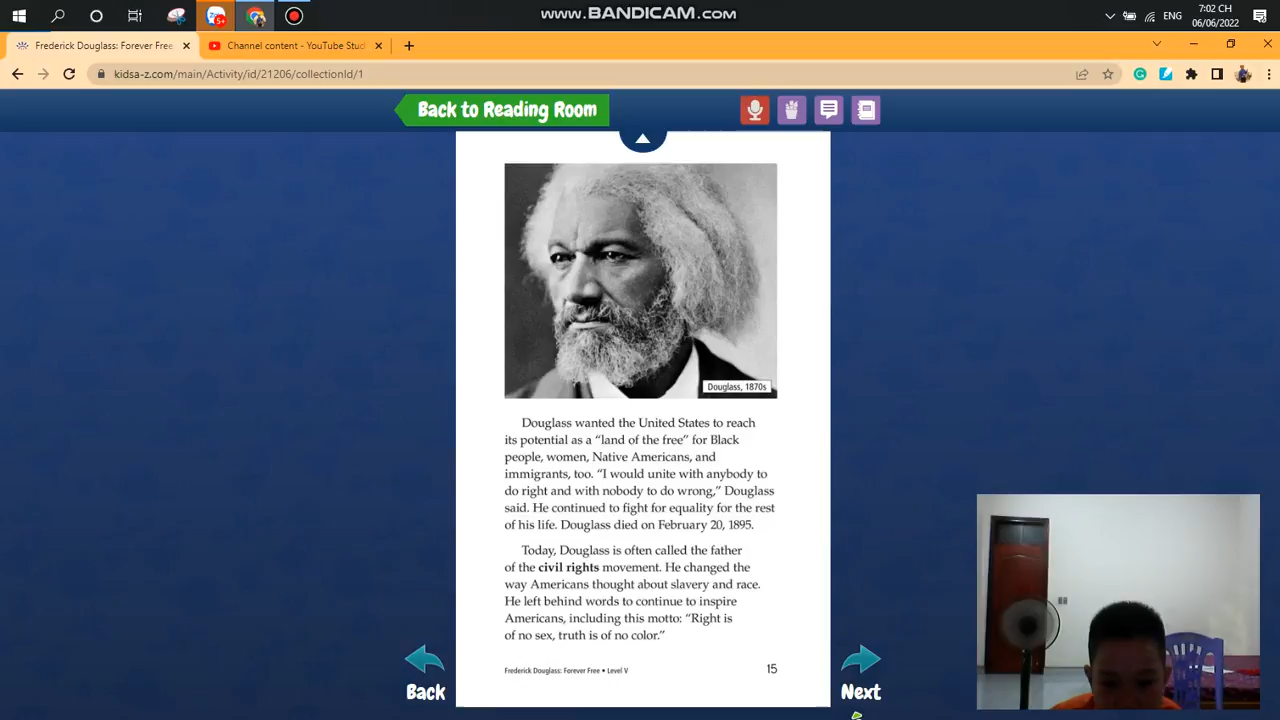 www.BANDICAM.com
5+
ENG
7:02 CH
06/06/2022
Frederick Douglass: Forever Free
Channel content - YouTube Stud
kidsa-z.com/main/Activity/id/21206/collectionId/1
Back to Reading Room
Douglass, 1870s
Douglass wanted the United States to reach
its potential as a “land of the free” for Black
people, women, Native Americans, and
immigrants, too. “I would unite with anybody to
do right and with nobody to do wrong,” Douglass
said. He continued to fight for equality for the rest
of his life. Douglass died on February 20, 1895.
Today, Douglass is often called the father
of the civil rights movement. He changed the
way Americans thought about slavery and race.
He left behind words to continue to inspire
Americans, including this motto: “Right is
of no sex, truth is of no color.”
Frederick Douglass: Forever Free • Level V
15
Back
Next